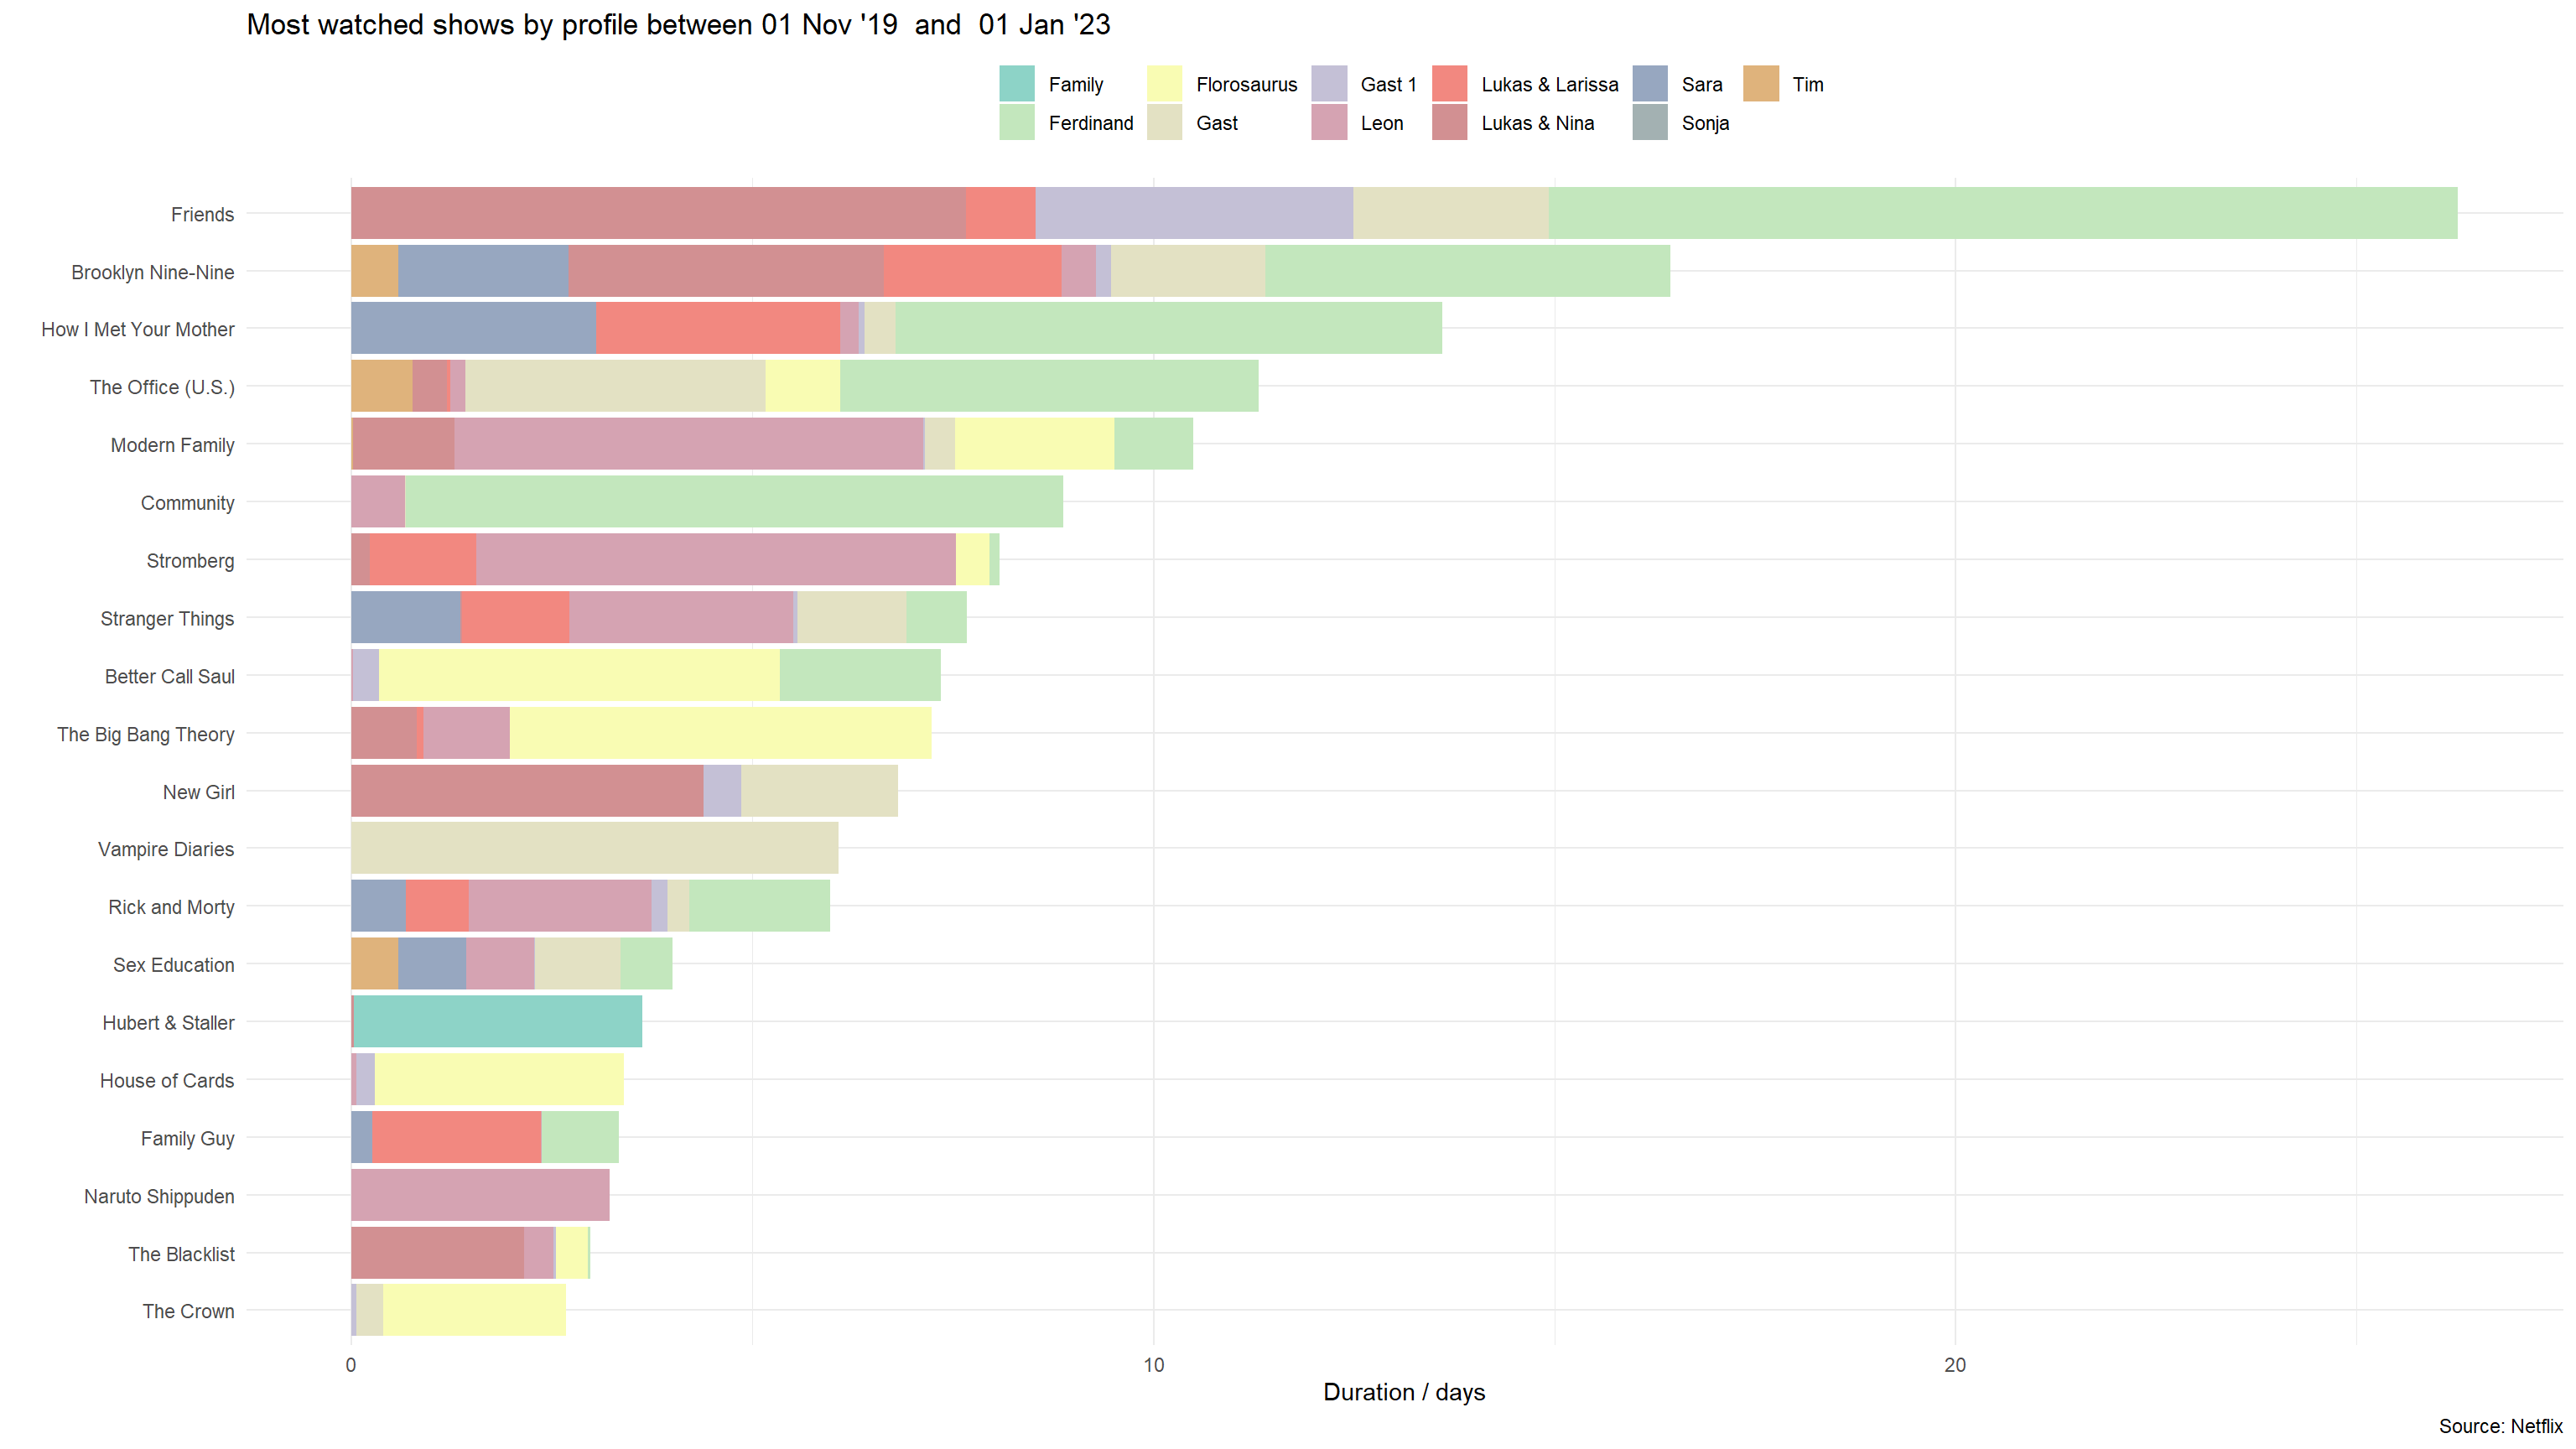 Most watched shows by profile between 01 Nov '19  and  01 Jan '23
Family Florosaurus Gast 1 Lukas & Larissa Sara Tim
Ferdinand Gast Leon Lukas & Nina Sonja
Friends
Brooklyn Nine-Nine
How I Met Your Mother
The Office (U.S.)
Modern Family
Community
Stromberg
Stranger Things
Better Call Saul
The Big Bang Theory
New Girl
Vampire Diaries
Rick and Morty
Sex Education
Hubert & Staller
House of Cards
Family Guy
Naruto Shippuden
The Blacklist
The Crown
0 10 20
Duration / days
Source: Netflix